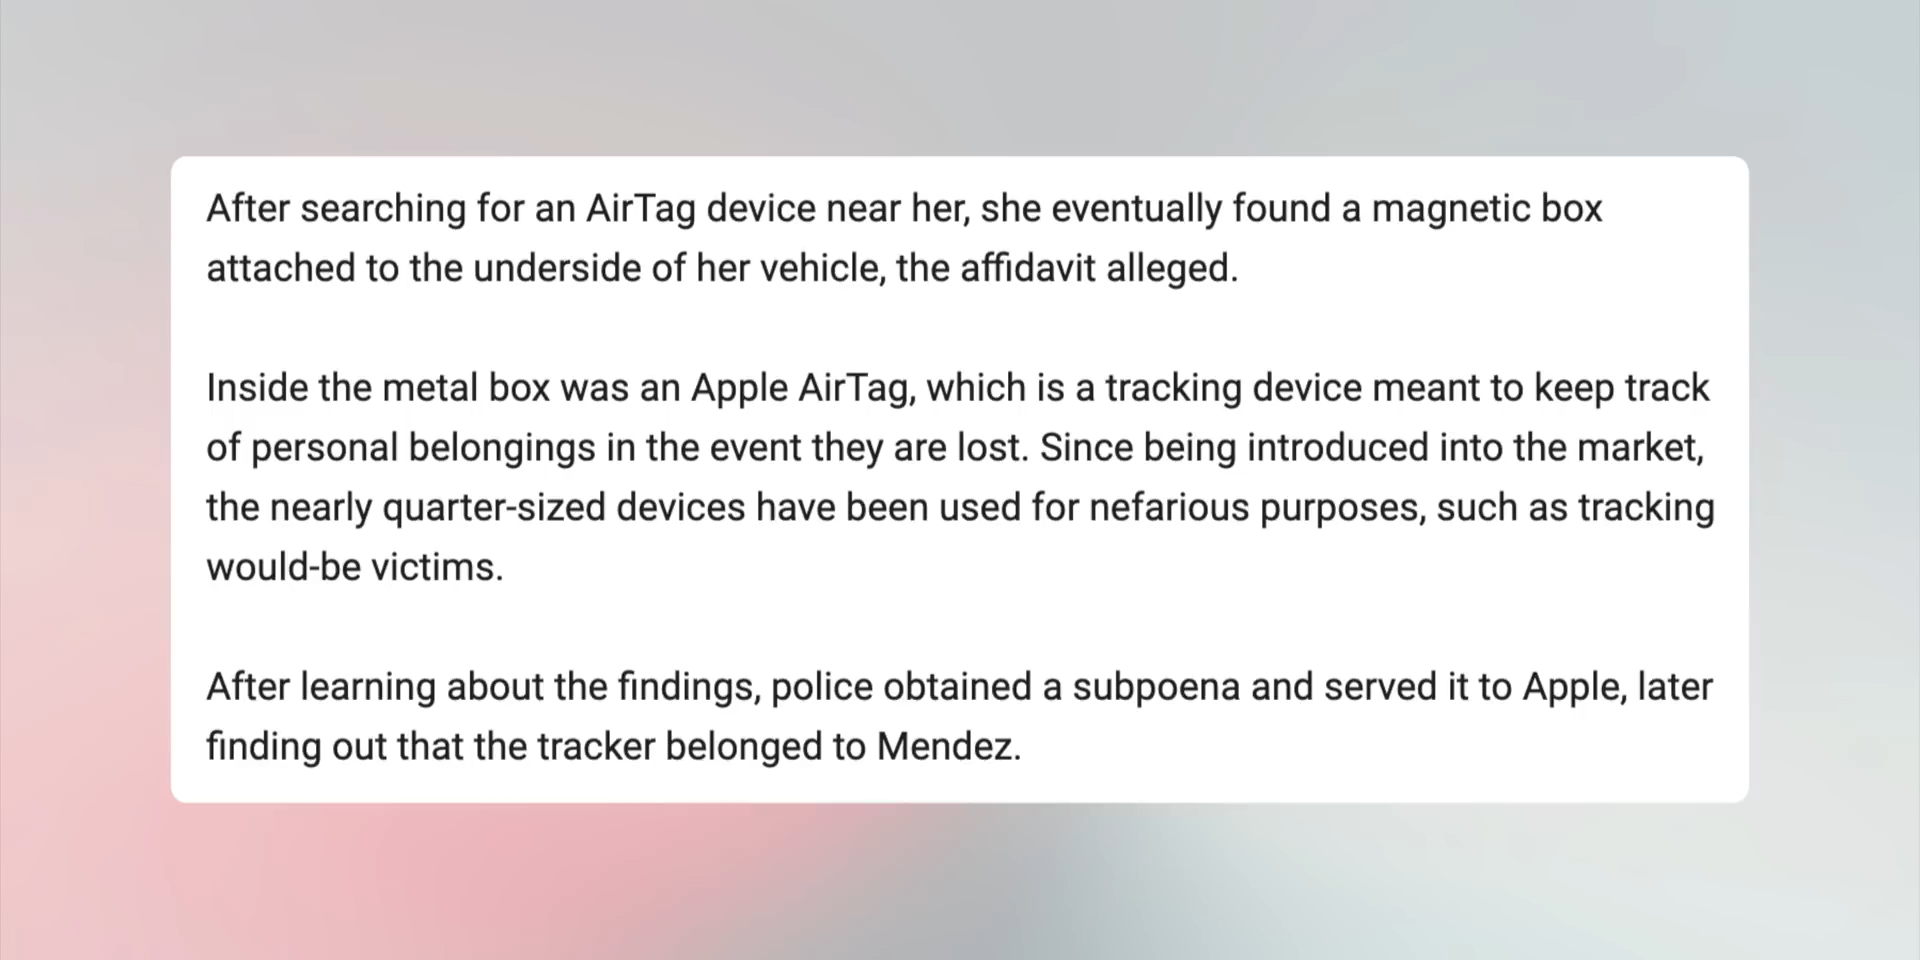 After searching for an AirTag device near her, she eventually found a magnetic box
attached to the underside of her vehicle, the affidavit alleged.
Inside the metal box was an Apple AirTag, which is a tracking device meant to keep track
of personal belongings in the event they are lost. Since being introduced into the market,
the nearly quarter-sized devices have been used for nefarious purposes, such as tracking
would-be victims.
After learning about the findings, police obtained a subpoena and served it to Apple, later
finding out that the tracker belonged to Mendez.